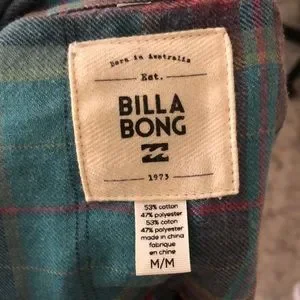 Born in Australia
Est.
BILLA
BONG
1973
53% cotton
47% polyester
53% coton
47% polyester
made in china
fabrique
en chine
M/M